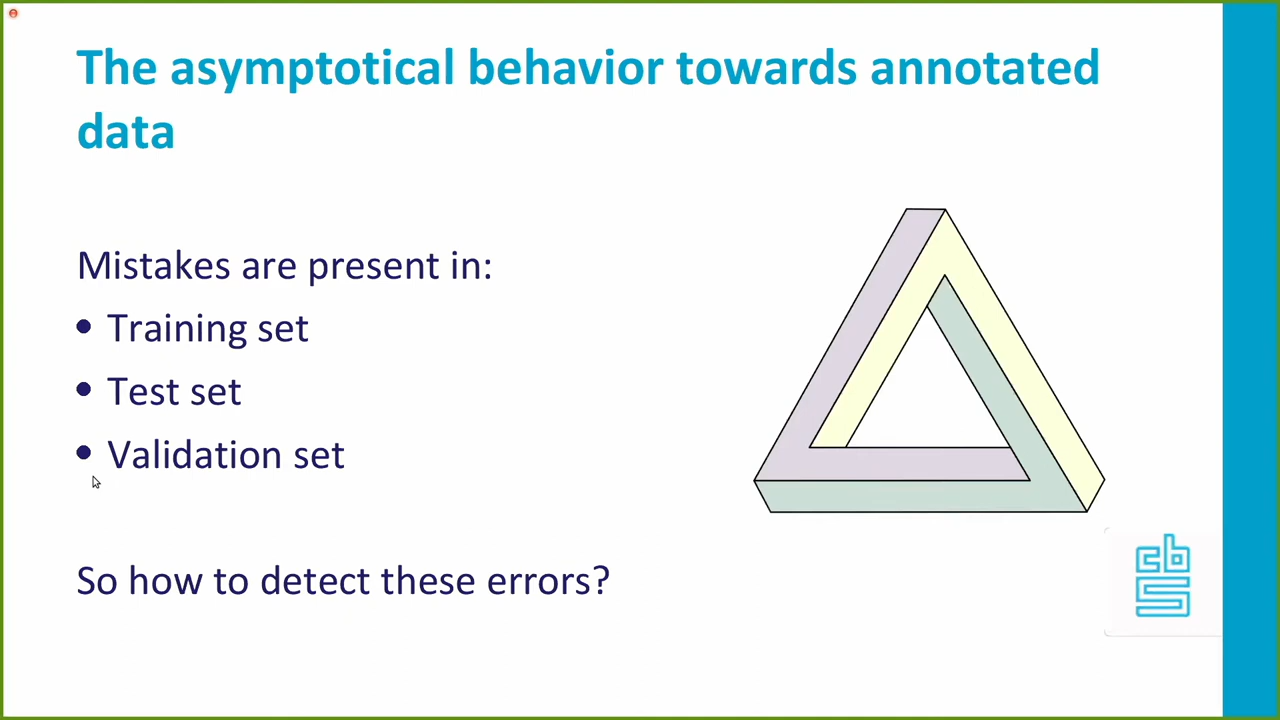 The asymptotical behavior towards annotated
data
Mistakes are present in:
• Training set
• Test set
• Validation set
So how to detect these errors?
cbs